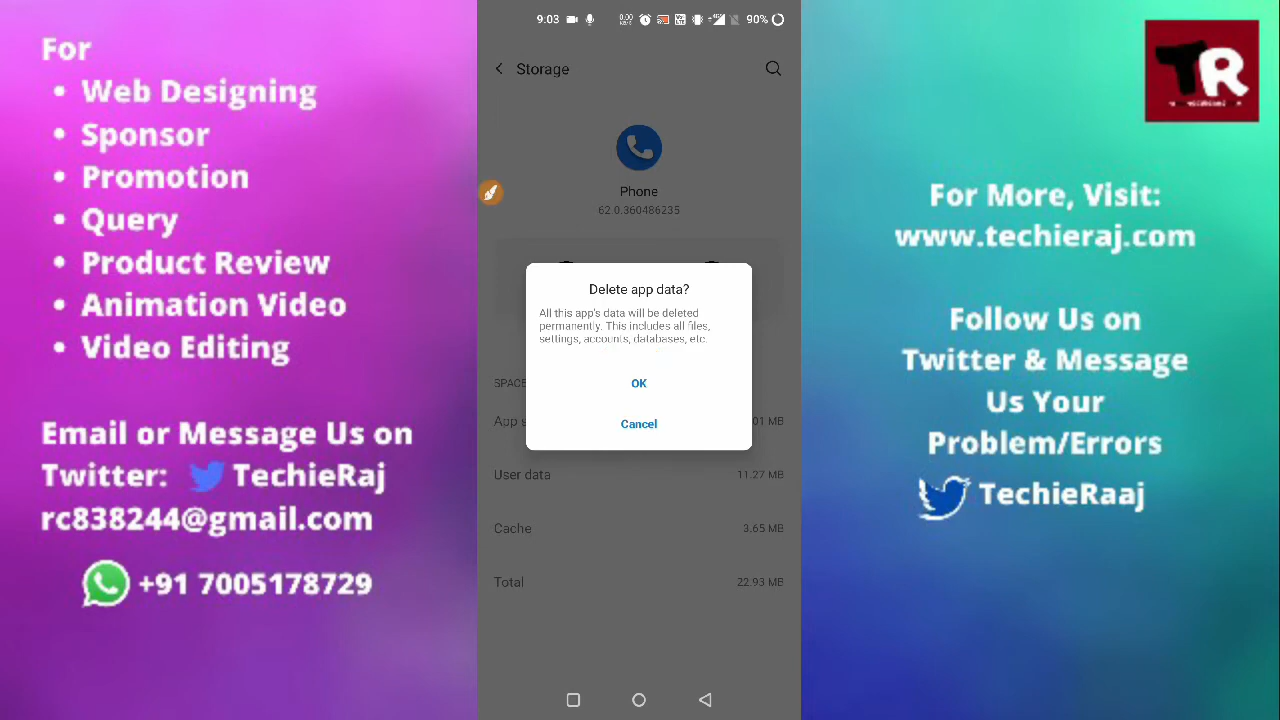 For
• Web Designing
• Sponsor
• Promotion
• Query
• Product Review
• Animation Video
• Video Editing
Email or Message Us on
Twitter: TechieRaj
rc838244@gmail.com
+91 7005178729
9:03
90%
Storage
Phone
62.0.360486235
Delete app data?
All this app's data will be deleted
permanently. This includes all files,
settings, accounts, databases, etc.
OK
Cancel
SPACE
App s
01 MB
User data 11.27 MB
Cache 3.65 MB
Total 22.93 MB
TR
For More, Visit:
www.techieraj.com
Follow Us on
Twitter & Message
Us Your
Problem/Errors
TechieRaaj